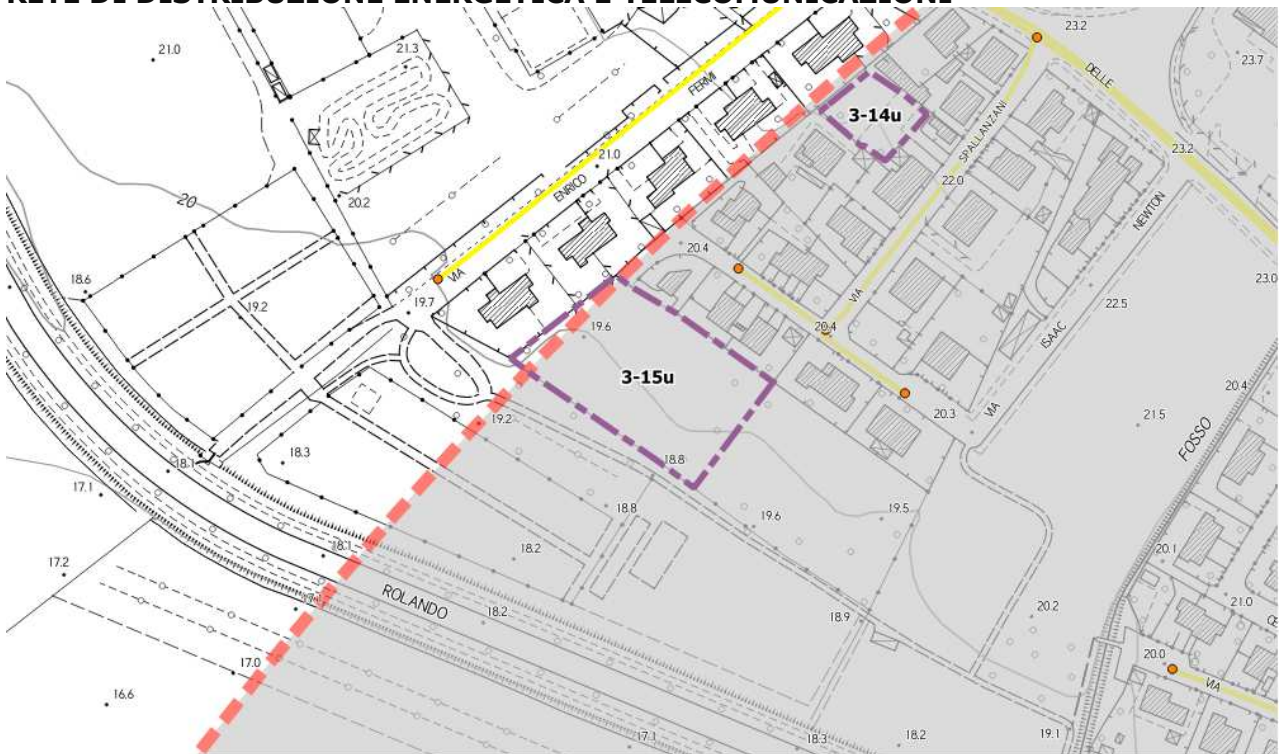 RETE DI DISTRIBUZIONE ENERGETICA E TELECOMUNICAZIONI
21.0
21.3
23.2
23.7
FERMI
DELLE
3-14u
SPALLANZANI
21.0
23.2
ENRICO
22.0
20
20.2
NEWTON
20.4
VIA
18.6
23.0
VIA
22.5
19.2
19.7
19.6
20.4
ISAAC
3-15u
20.4
VIA
19.2
20.3
21.5
FOSSO
18.3
18.1
18.8
17.1
18.8
19.6
19.5
18.1
18.2
20.1
17.2
ROLANDO
18.2
18.9
20.2
21.0
17.0
20.0
VIA
16.6
17.1
18.3
18.2
19.1